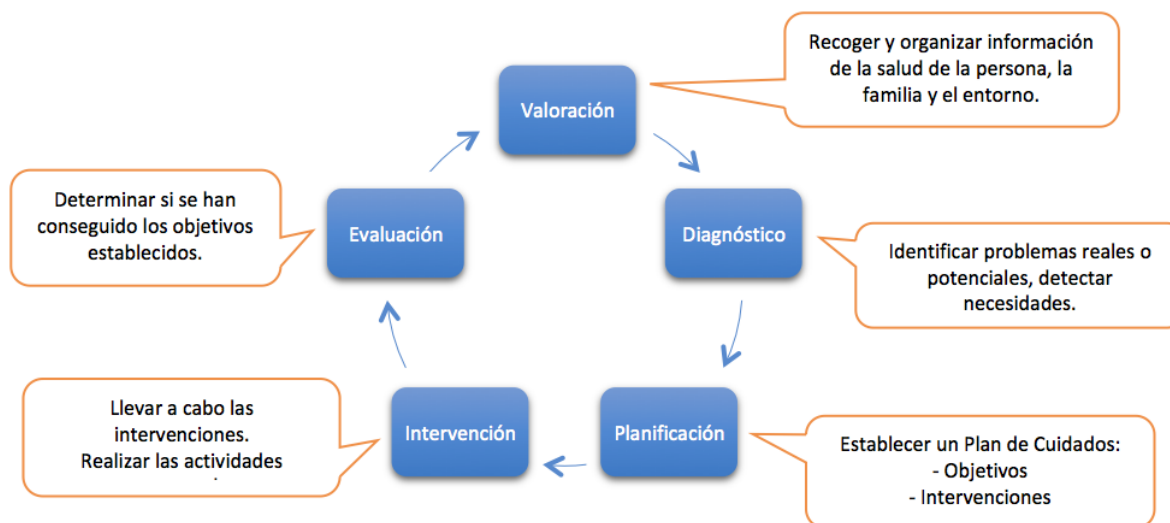 Valoración
Recoger y organizar información
de la salud de la persona, la
familia y el entorno.
Diagnóstico
Identificar problemas reales o
potenciales, detectar
necesidades.
Planificación
Establecer un Plan de Cuidados:
- Objetivos
- Intervenciones
Intervención
Llevar a cabo las
intervenciones.
Realizar las actividades
Evaluación
Determinar si se han
conseguido los objetivos
establecidos.